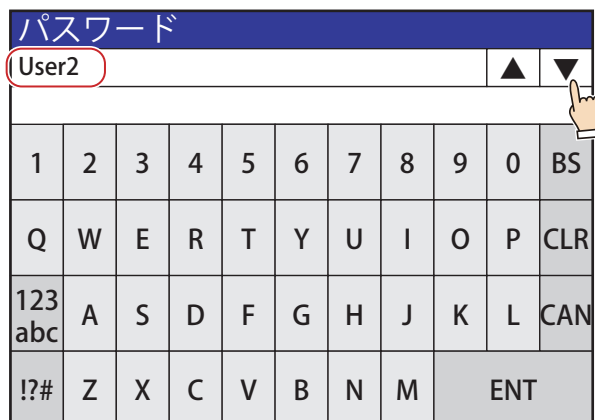 パスワード
User2 ▲ ▼
1 2 3 4 5 6 7 8 9 0 BS
Q W E R T Y U I O P CLR
123 abc A S D F G H J K L CAN
!?# Z X C V B N M ENT